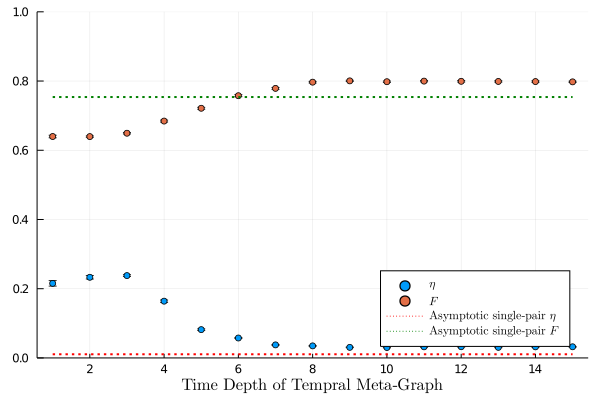 1.0
0.8
0.6
0.4
0.2
0.0
η
F
Asymptotic single-pair η
Asymptotic single-pair F
2 4 6 8 10 12 14
Time Depth of Tempral Meta-Graph